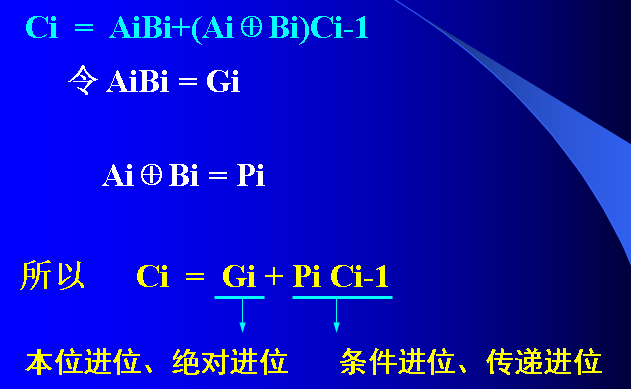 Ci = AiBi+(Ai⊕Bi)Ci-1
令 AiBi = Gi
Ai⊕Bi = Pi
所以 Ci = Gi + Pi Ci-1
本位进位、绝对进位 条件进位、传递进位